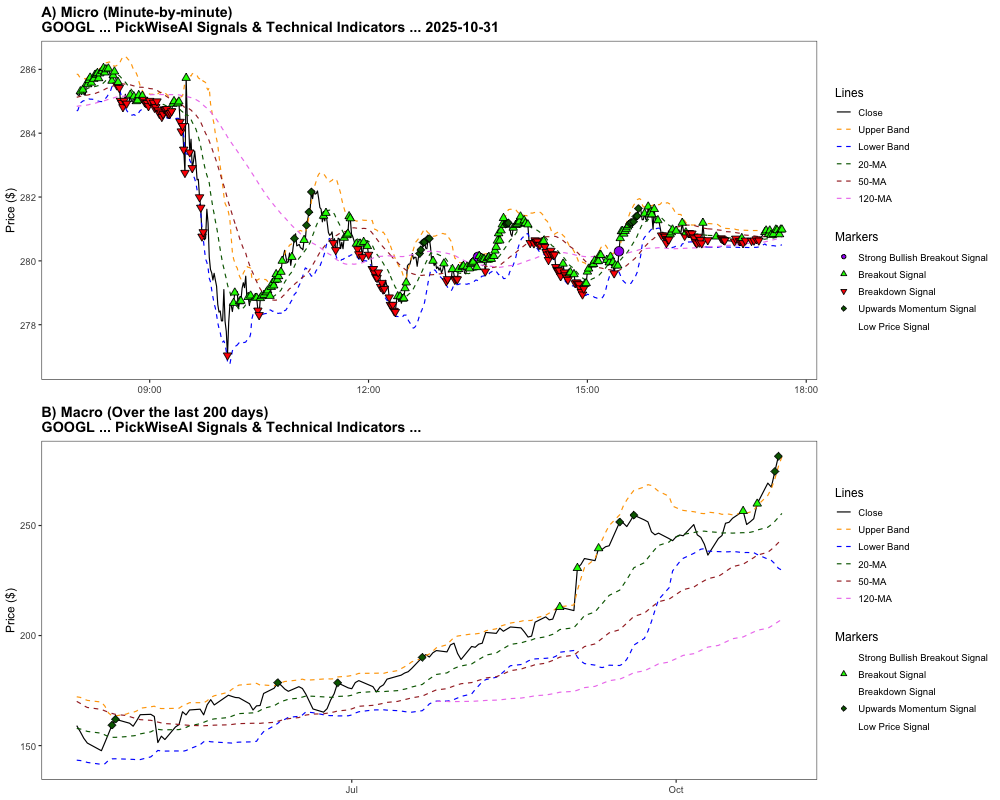 A) Micro (Minute-by-minute)
GOOGL ... PickWiseAI Signals & Technical Indicators ... 2025-10-31
Price ($)
286
284
282
280
278
09:00
12:00
15:00
18:00
Lines
Close
Upper Band
Lower Band
20-MA
50-MA
120-MA
Markers
Strong Bullish Breakout Signal
Breakout Signal
Breakdown Signal
Upwards Momentum Signal
Low Price Signal
B) Macro (Over the last 200 days)
GOOGL ... PickWiseAI Signals & Technical Indicators ...
Price ($)
250
200
150
Jul
Oct
Lines
Close
Upper Band
Lower Band
20-MA
50-MA
120-MA
Markers
Strong Bullish Breakout Signal
Breakout Signal
Breakdown Signal
Upwards Momentum Signal
Low Price Signal